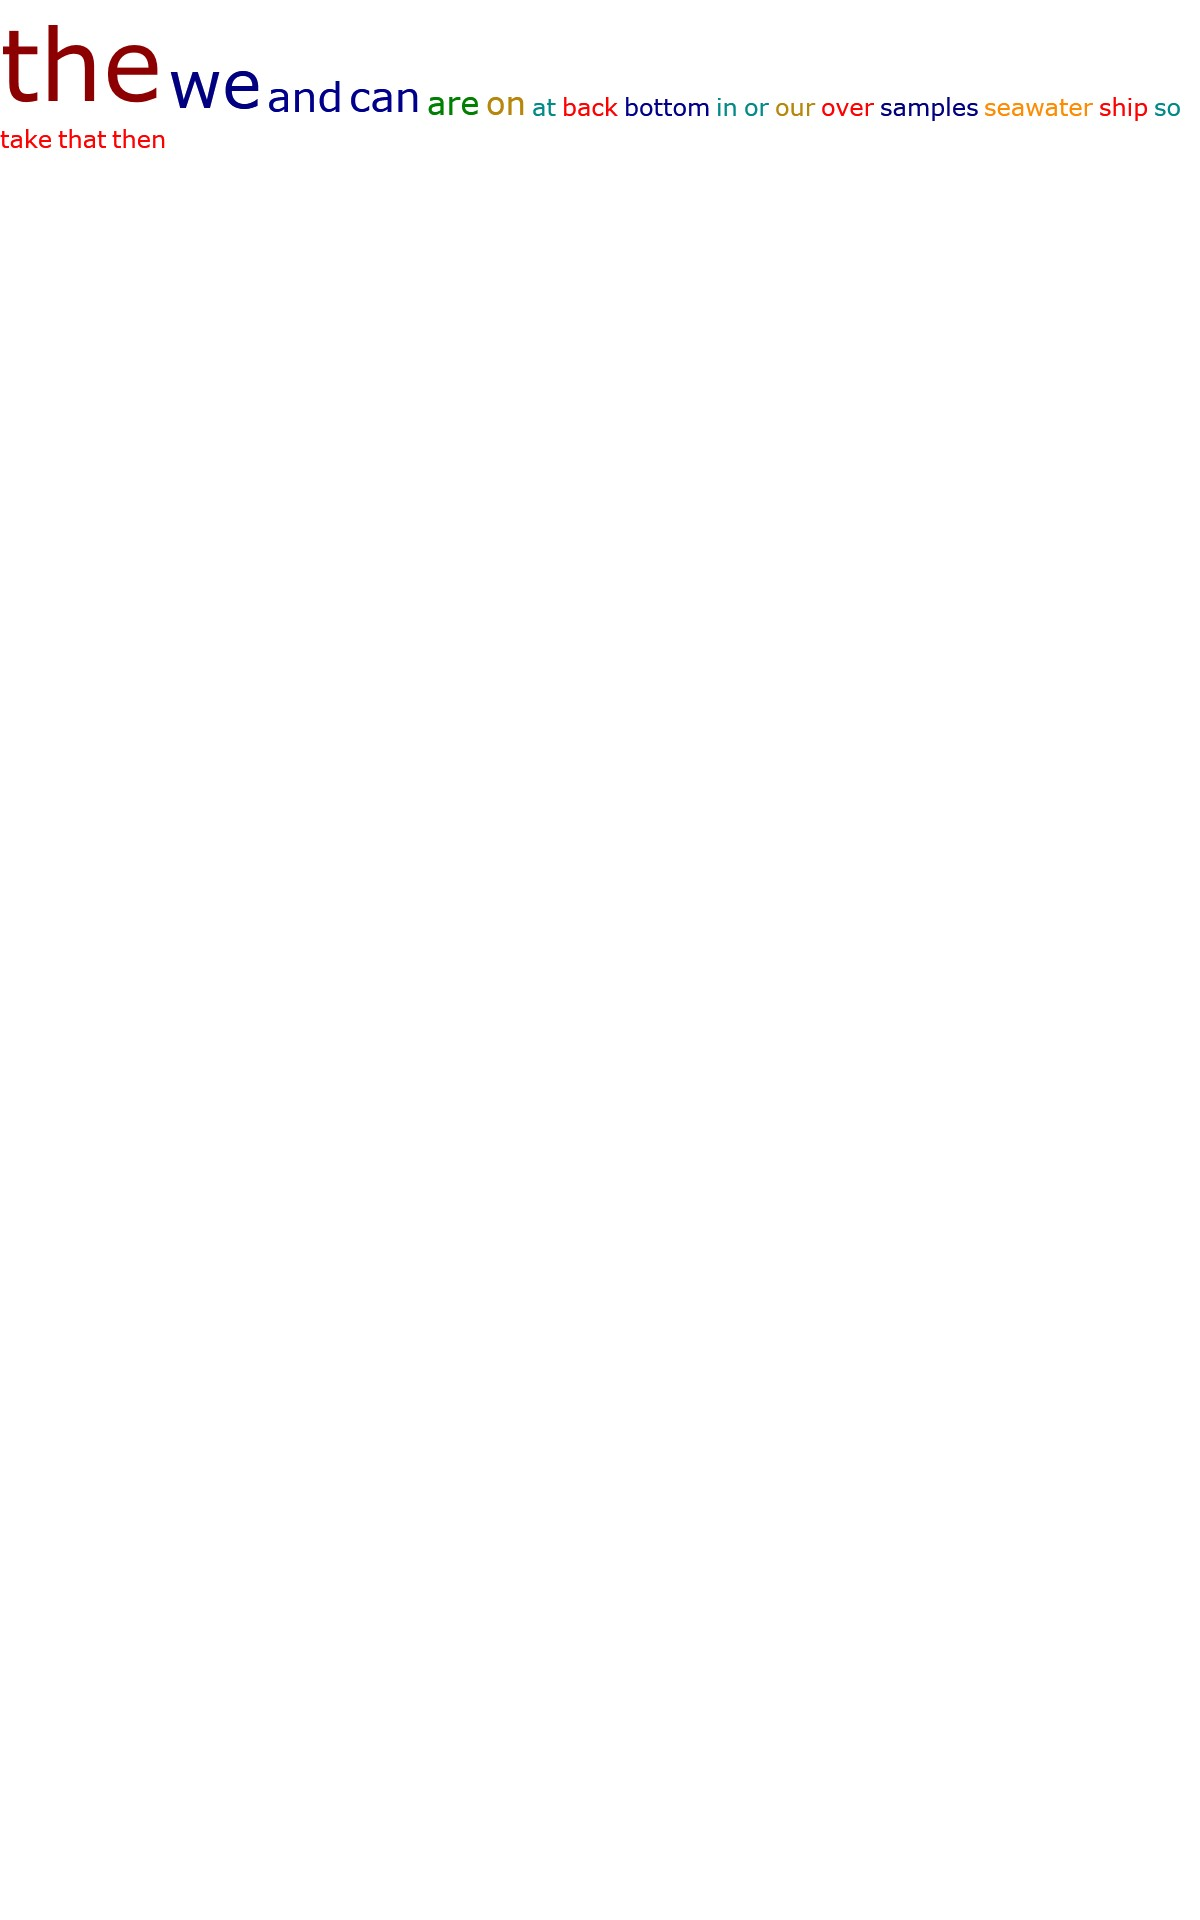 the we and can are on at back bottom in or our over samples seawater ship so
take that then